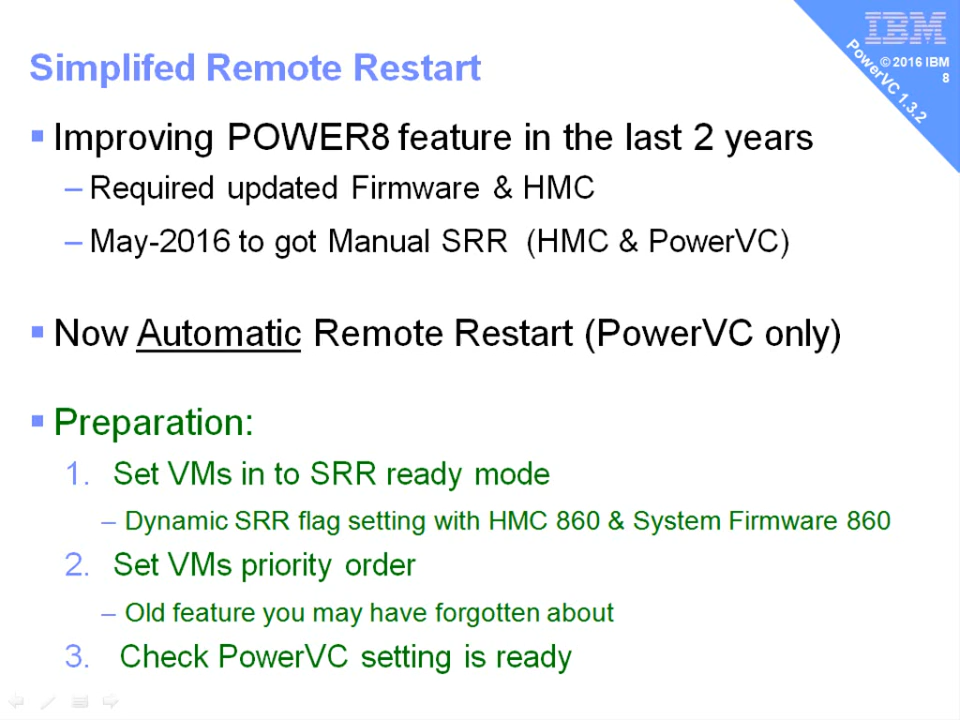 IBM
© 2016 IBM
8
PowerVC 1.3.2
Simplifed Remote Restart
Improving POWER8 feature in the last 2 years
– Required updated Firmware & HMC
– May-2016 to got Manual SRR (HMC & PowerVC)
Now Automatic Remote Restart (PowerVC only)
Preparation:
1. Set VMs in to SRR ready mode
– Dynamic SRR flag setting with HMC 860 & System Firmware 860
2. Set VMs priority order
– Old feature you may have forgotten about
3. Check PowerVC setting is ready